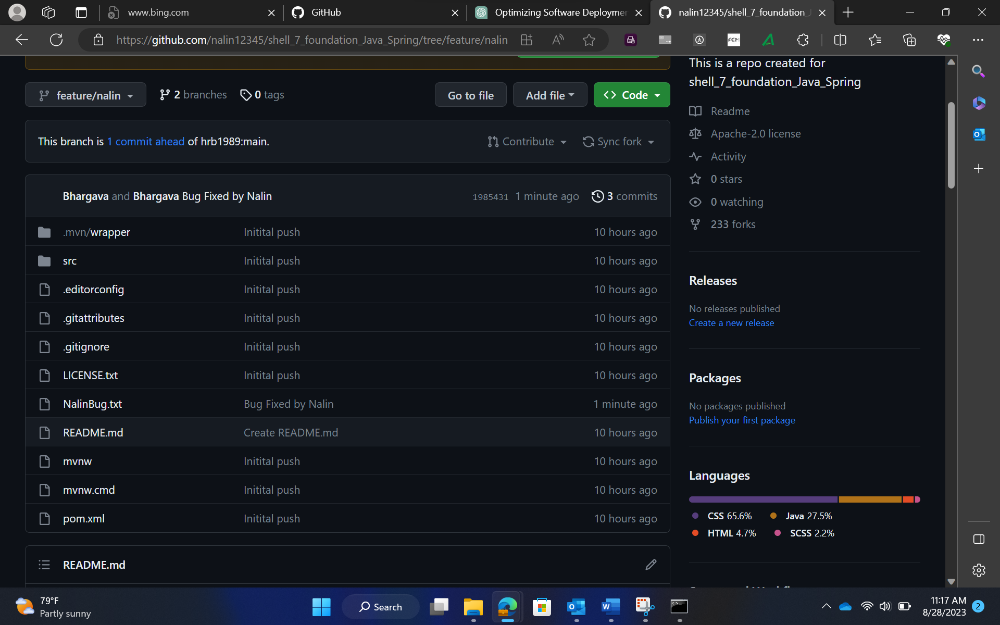 www.bing.com
GitHub
Optimizing Software Deploymer
nalin12345/shell_7_foundation_J
https://github.com/nalin12345/shell_7_foundation_Java_Spring/tree/feature/nalin
FCM
feature/nalin
2 branches
0 tags
Go to file
Add file
Code
This branch is 1 commit ahead of hrb1989:main.
Contribute
Sync fork
Bhargava and Bhargava Bug Fixed by Nalin
1985431 1 minute ago
3 commits
.mvn/wrapper Initital push 10 hours ago
src Initital push 10 hours ago
.editorconfig Initital push 10 hours ago
.gitattributes Initital push 10 hours ago
.gitignore Initital push 10 hours ago
LICENSE.txt Initital push 10 hours ago
NalinBug.txt Bug Fixed by Nalin 1 minute ago
README.md Create README.md 10 hours ago
mvnw Initital push 10 hours ago
mvnw.cmd Initital push 10 hours ago
pom.xml Initital push 10 hours ago
README.md
This is a repo created for
shell_7_foundation_Java_Spring
Readme
Apache-2.0 license
Activity
0 stars
0 watching
233 forks
Releases
No releases published
Create a new release
Packages
No packages published
Publish your first package
Languages
CSS 65.6% Java 27.5%
HTML 4.7% SCSS 2.2%
79°F
Partly sunny
Search
11:17 AM
8/28/2023
2